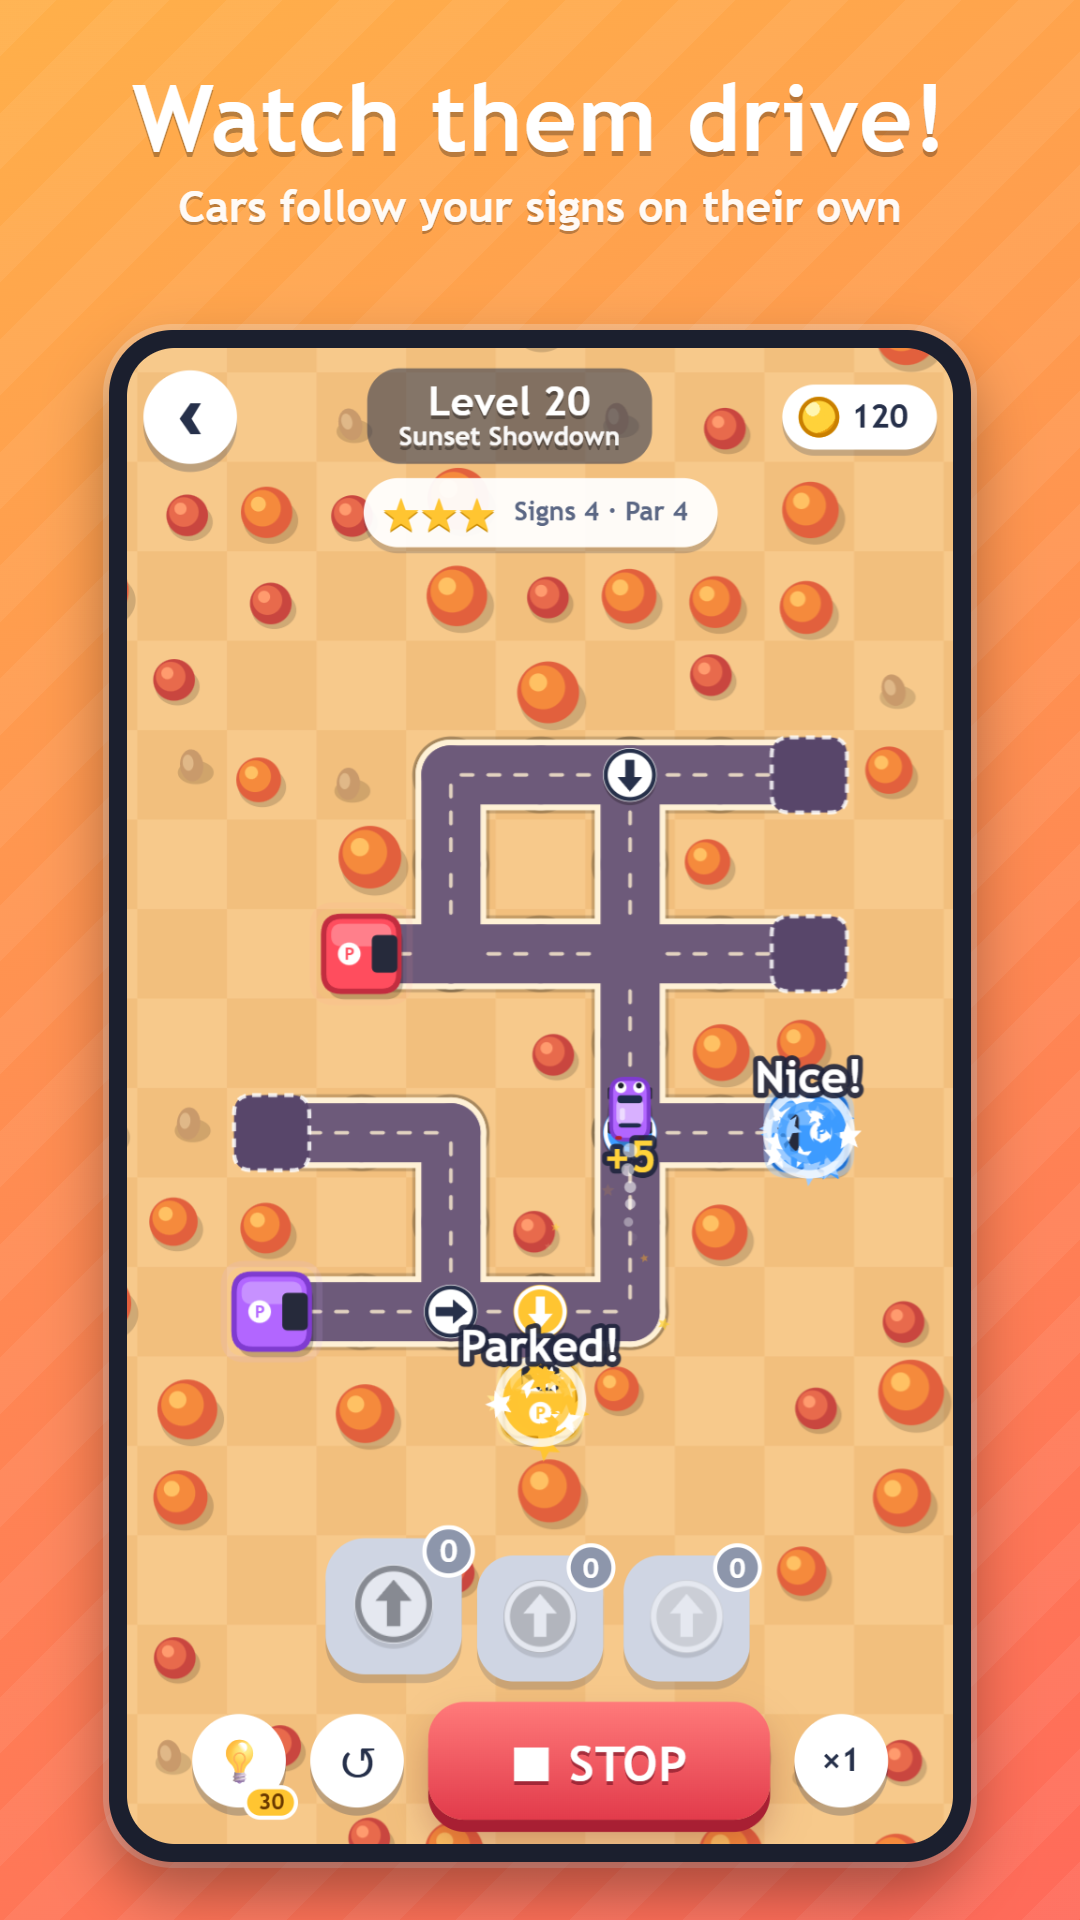 Watch them drive!
Cars follow your signs on their own
Level 20
Sunset Showdown
120
Signs 4 · Par 4
P
Nice!
+5
P
P
Parked!
P
0
0
0
30
STOP
×1